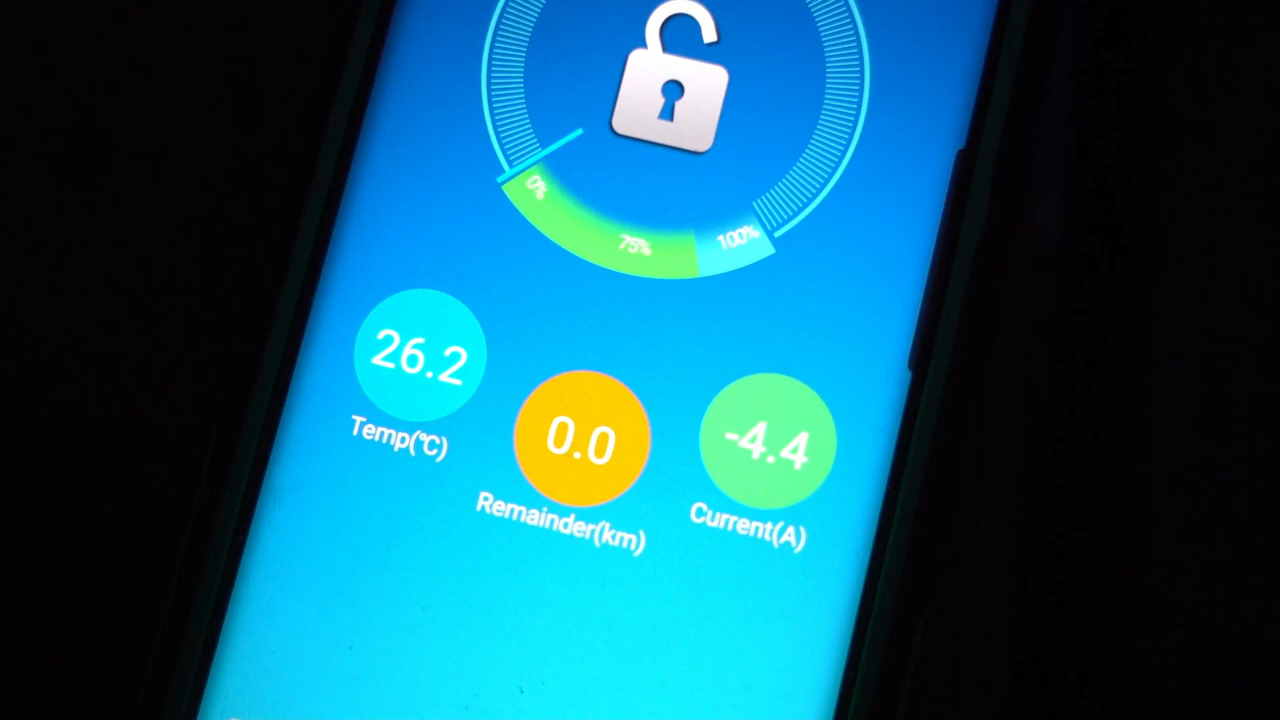 0%
75%
100%
26.2
Temp(℃)
0.0
Remainder(km)
-4.4
Current(A)